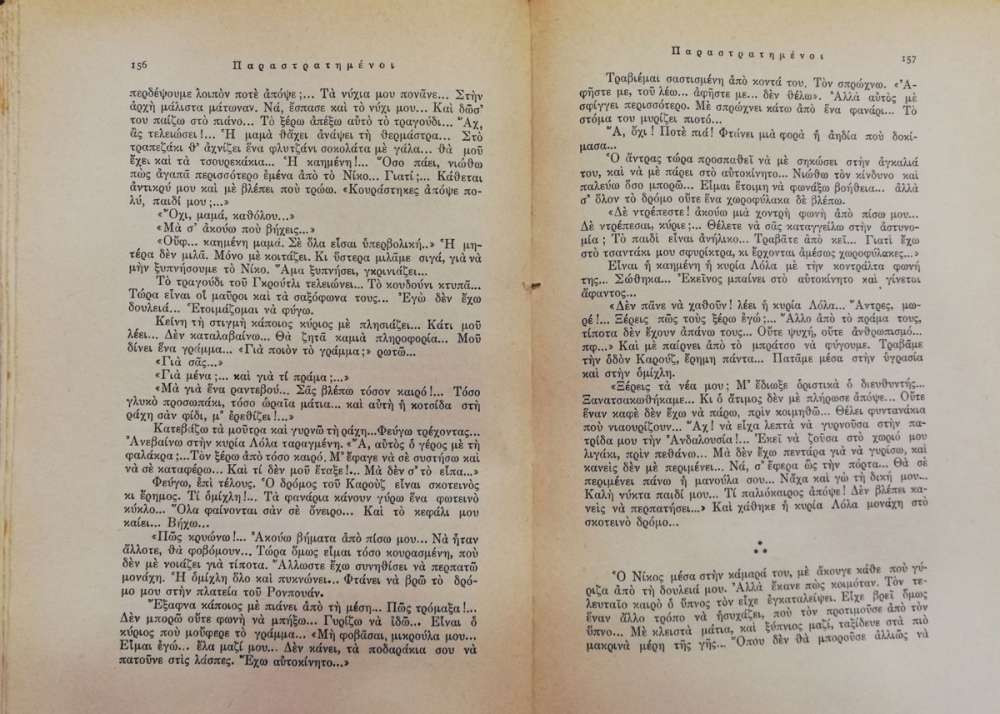 156
Παραστρατημένοι
περδέψουμε λοιπὸν ποτὲ ἀπόψε ;... Τὰ νύχια μου πονᾶνε... Στὴν
ἀρχὴ μάλιστα μάτωναν. Νά, ἔσπασε καὶ τὸ νύχι μου... Καὶ δῶσ'
του παίζω στὸ πιάνο... Τὸ ξέρω ἀπέξω αὐτὸ τὸ τραγούδι... Ἄχ,
ἄς τελειώσει !... Ἡ μαμὰ θἄχει ἀνάψει τὴ θερμάστρα... Στὸ
τραπεζάκι θ' ἀχνίζει ἕνα φλυτζάνι σοκολάτα μὲ γάλα... θὰ μοῦ
ἔχει καὶ τὰ τσουρεκάκια... Ἡ καημένη !... Ὅσο πάει, νιώθω
πὼς ἀγαπᾶ περισσότερο ἐμένα ἀπὸ τὸ Νίκο... Γιατί ;... Κάθεται
ἀντικρύ μου καὶ μὲ βλέπει ποὺ τρώω. «Κουράστηκες ἀπόψε πο-
λύ, παιδί μου ;...»
«Ὄχι, μαμά, καθόλου...»
«Μὰ σ' ἀκούω ποὺ βήχεις...»
«Οὔφ... καημένη μαμά. Σὲ ὅλα εἶσαι ὑπερβολική..» Ἡ μη-
τέρα δὲν μιλᾶ. Μόνο μὲ κοιτάζει. Κι ὕστερα μιλᾶμε σιγά, γιὰ νὰ
μὴν ξυπνήσουμε τὸ Νίκο. Ἅμα ξυπνήσει, γκρινιάζει...
Τὸ τραγούδι τοῦ Γκρούτλι τελειώνει... Τὸ κουδούνι κτυπᾶ...
Τώρα εἶναι οἱ μαῦροι καὶ τὰ σαξόφωνα τους... Ἐγὼ δὲν ἔχω
δουλειά... Ἑτοιμάζομαι νὰ φύγω.
Κείνη τὴ στιγμὴ κάποιος κύριος μὲ πλησιάζει... Κάτι μοῦ
λέει... Δὲν καταλαβαίνω... Θὰ ζητᾶ καμιὰ πληροφορία... Μοῦ
δίνει ἕνα γράμμα... «Γιὰ ποιὸν τὸ γράμμα ;» ρωτῶ...
«Γιὰ σᾶς...»
«Γιὰ μένα ;... καὶ γιὰ τί πράμα ;...»
«Μὰ γιὰ ἕνα ραντεβού... Σᾶς βλέπω τόσον καιρό !... Τόσο
γλυκὸ προσωπάκι, τόσο ὡραῖα μάτια... καὶ αὐτὴ ἡ κοτσίδα στὴ
ράχη σὰν φίδι, μ' ἐρεθίζει !...»
Κατεβάζω τὰ μοῦτρα καὶ γυρνῶ τὴ ράχη...Φεύγω τρέχοντας...
Ἀνεβαίνω στὴν κυρία Λόλα ταραγμένη. «Ἄ, αὐτὸς ὁ γέρος μὲ τὴ
φαλάκρα ;...Τὸν ξέρω ἀπὸ τόσο καιρό. Μ' ἔφαγε νὰ σὲ συστήσω καὶ
νὰ σὲ καταφέρω... Καὶ τί δὲν μοῦ ἔταξε !.. Μὰ δὲν σ' τὸ εἶπα...»
Φεύγω, ἐπὶ τέλους. Ὁ δρόμος τοῦ Καροὺζ εἶναι σκοτεινὸς
κι ἔρημος. Τί ὁμίχλη !... Τὰ φανάρια κάνουν γύρω ἕνα φωτεινὸ
κύκλο... Ὅλα φαίνονται σὰν σὲ ὄνειρο... Καὶ τὸ κεφάλι μου
καίει... Βήχω...
«Πῶς κρυώνω !... Ἀκούω βήματα ἀπὸ πίσω μου... Νὰ ἦταν
ἄλλοτε, θὰ φοβόμουν... Τώρα ὅμως εἶμαι τόσο κουρασμένη, ποὺ
δὲν μὲ νοιάζει γιὰ τίποτα. Ἄλλωστε ἔχω συνηθίσει νὰ περπατῶ
μονάχη. Ἡ ὁμίχλη ὅλο καὶ πυκνώνει... Φτάνει νὰ βρῶ τὸ δρό-
μο μου στὴν πλατεία τοῦ Ρονπουάν.
Ἔξαφνα κάποιος μὲ πιάνει ἀπὸ τὴ μέση... Πῶς τρόμαξα !...
Δὲν μπορῶ οὔτε φωνὴ νὰ μπήξω... Γυρίζω νὰ ἰδῶ... Εἶναι ὁ
κύριος ποὺ μοὔφερε τὸ γράμμα... «Μὴ φοβᾶσαι, μικρούλα μου...
Εἶμαι ἐγώ... ἔλα μαζί μου... Δὲν κάνει, τὰ ποδαράκια σου νὰ
πατοῦνε στὶς λάσπες. Ἔχω αὐτοκίνητο...»
Παραστρατημένοι
157
Τραβιέμαι σαστισμένη ἀπὸ κοντά του. Τὸν σπρώχνω. «Ἀ-
φῆστε με, τοῦ λέω... ἀφῆστε με... δὲν θέλω». Ἀλλὰ αὐτὸς μὲ
σφίγγει περισσότερο. Μὲ σπρώχνει κάτω ἀπὸ ἕνα φανάρι... Τὸ
στόμα του μυρίζει πιοτό...
Ἄ, ὄχι ! Ποτὲ πιά ! Φτάνει μιὰ φορὰ ἡ ἀηδία ποὺ δοκί-
μασα...
Ὁ ἄντρας τώρα προσπαθεῖ νὰ μὲ σηκώσει στὴν ἀγκαλιά
του, καὶ νὰ μὲ πάρει στὸ αὐτοκίνητο... Νιώθω τὸν κίνδυνο καὶ
παλεύω ὅσο μπορῶ... Εἶμαι ἕτοιμη νὰ φωνάξω βοήθεια... ἀλλὰ
σ' ὅλον τὸ δρόμο οὔτε ἕνα χωροφύλακα δὲ βλέπω.
«Δὲ ντρέπεστε ! ἀκούω μιὰ χοντρὴ φωνὴ ἀπὸ πίσω μου...
Δὲ ντρέπεσαι, κύριε ;... Θέλετε νὰ σᾶς καταγγείλω στὴν ἀστυνο-
μία ; Τὸ παιδὶ εἶναι ἀνήλικο... Τραβᾶτε ἀπὸ κεῖ... Γιατὶ ἔχω
στὸ τσαντάκι μου σφυρίκτρα, κι ἔρχονται ἀμέσως χωροφύλακες...»
Εἶναι ἡ καημένη ἡ κυρία Λόλα μὲ τὴν κοντράλτα φωνή
της... Σώθηκα... Ἐκεῖνος μπαίνει στὸ αὐτοκίνητο καὶ γίνεται
ἄφαντος...
«Δὲν πᾶνε νὰ χαθοῦν ! λέει ἡ κυρία Λόλα... Ἄντρες, μω-
ρέ !... Ξέρεις πῶς τοὺς ξέρω ἐγώ ;... Ἄλλο ἀπὸ τὸ πράμα τους,
τίποτα δὲν ἔχουν ἀπάνω τους... Οὔτε ψυχή, οὔτε ἀνθρωπισμό...
πφ...» Καὶ μὲ παίρνει ἀπὸ τὸ μπράτσο νὰ φύγουμε. Τραβᾶμε
τὴν ὁδὸν Καρούζ, ἔρημη πάντα... Πατᾶμε μέσα στὴν ὑγρασία
καὶ στὴν ὁμίχλη.
«Ξέρεις τὰ νέα μου ; Μ' ἔδιωξε ὁριστικὰ ὁ διευθυντής...
Ξανατσακωθήκαμε... Κι ὁ ἄτιμος δὲν μὲ πλήρωσε ἀπόψε... Οὔτε
ἕναν καφὲ δὲν ἔχω νὰ πάρω, πρὶν κοιμηθῶ... Θέλει φυντανάκια
ποὺ νιαουρίζουν... Ἄχ ! νὰ εἶχα λεπτὰ νὰ γυρνοῦσα στὴν πα-
τρίδα μου τὴν Ἀνδαλουσία !... Ἐκεῖ νὰ ζοῦσα στὸ χωριό μου
λιγάκι, πρὶν πεθάνω... Μὰ δὲν ἔχω πεντάρα γιὰ νὰ γυρίσω, καὶ
κανεὶς δὲν μὲ περιμένει... Νά, σ' ἔφερα ὣς τὴν πόρτα... Θὰ σὲ
περιμένει πάνω ἡ μανούλα σου... Νἄχα καὶ γὼ τὴ δική μου...
Καλὴ νύκτα παιδί μου... Τί παλιόκαιρος ἀπόψε ! Δὲν βλέπει κα-
νεὶς νὰ περπατήσει...» Καὶ χάθηκε ἡ κυρία Λόλα μονάχη στὸ
σκοτεινὸ δρόμο...
Ὁ Νίκος μέσα στὴν κάμαρά του, μὲ ἄκουγε κάθε ποὺ γύ-
ριζα ἀπὸ τὴ δουλειά μου. Ἀλλὰ ἔκανε πὼς κοιμόταν. Τὸν τε-
λευταῖο καιρὸ ὁ ὕπνος τὸν εἶχε ἐγκαταλείψει. Εἶχε βρεῖ ὅμως
ἕναν ἄλλο τρόπο νὰ ἡσυχάζει, ποὺ τὸν προτιμοῦσε ἀπὸ τὸν
ὕπνο... Μὲ κλειστὰ μάτια, καὶ ξύπνιος μαζί, ταξίδευε στὰ πιὸ
μακρινὰ μέρη τῆς γῆς... Ὅπου δὲν θὰ μποροῦσε ἀλλιῶς νὰ